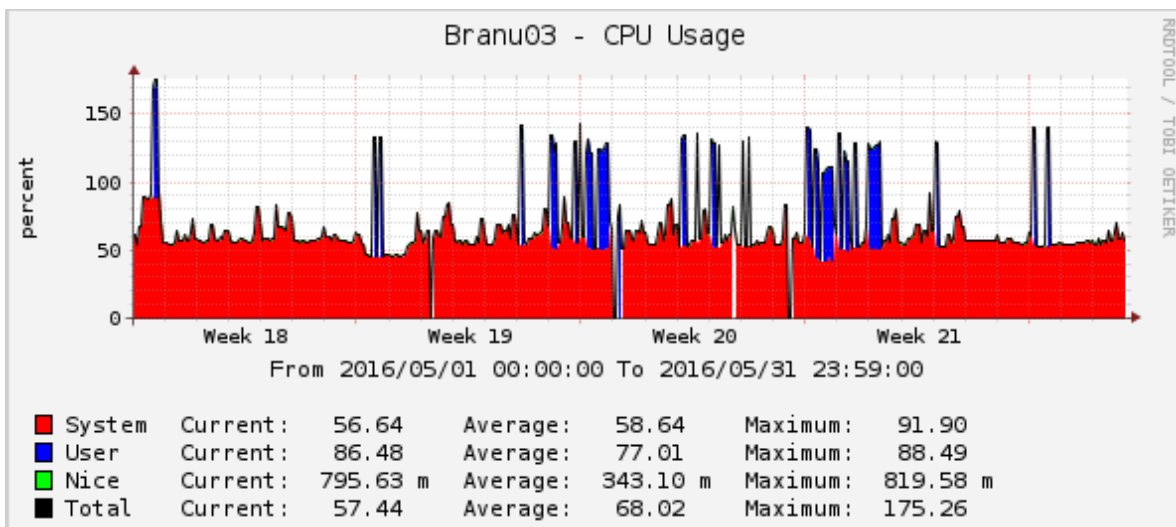 Branu03 - CPU Usage
RRDTOOL / TOBI OETIKER
percent
150
100
50
0
Week 18 Week 19 Week 20 Week 21
From 2016/05/01 00:00:00 To 2016/05/31 23:59:00
System Current: 56.64 Average: 58.64 Maximum: 91.90
User Current: 86.48 Average: 77.01 Maximum: 88.49
Nice Current: 795.63 m Average: 343.10 m Maximum: 819.58 m
Total Current: 57.44 Average: 68.02 Maximum: 175.26